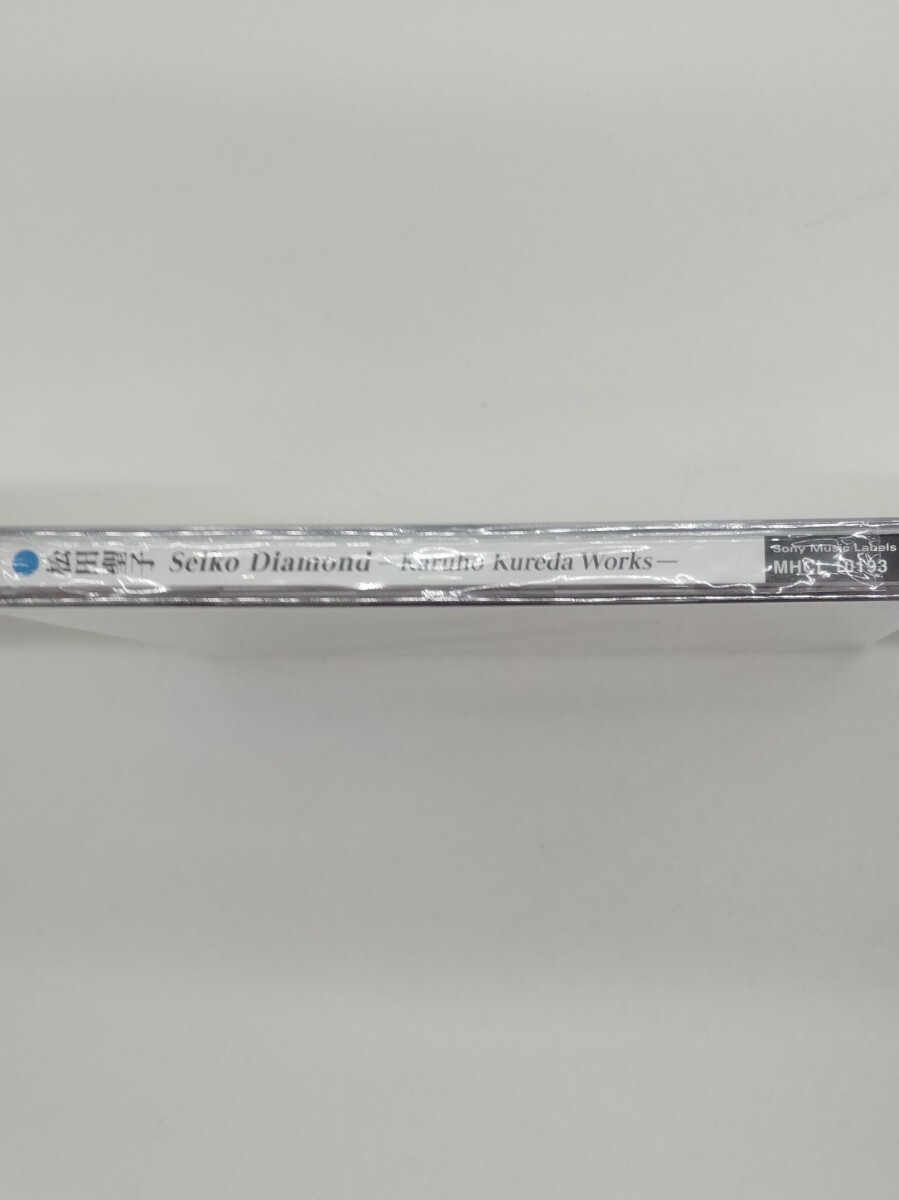 松田聖子 Seiko Diamond – Karuho Kureda Works –
Sony Music Labels
MHCL 10193